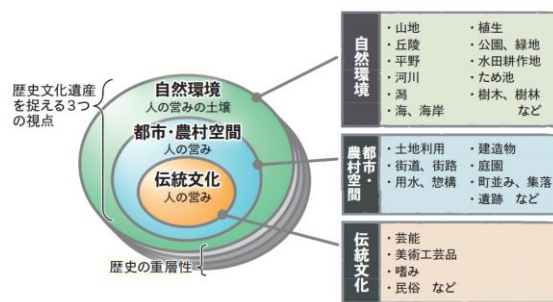 歴史文化遺産
を捉える3つ
の視点
自然環境
人の営みの土壌
都市・農村空間
人の営み
伝統文化
人の営み
歴史の重層性
自然環境
・山地
・丘陵
・平野
・河川
・潟
・海、海岸
・植生
・公園、緑地
・水田耕作地
・ため池
・樹木、樹林
など
都市・
農村空間
・土地利用
・街道、街路
・用水、惣構
・建造物
・庭園
・町並み、集落
・遺跡 など
伝統文化
・芸能
・美術工芸品
・嗜み
・民俗 など